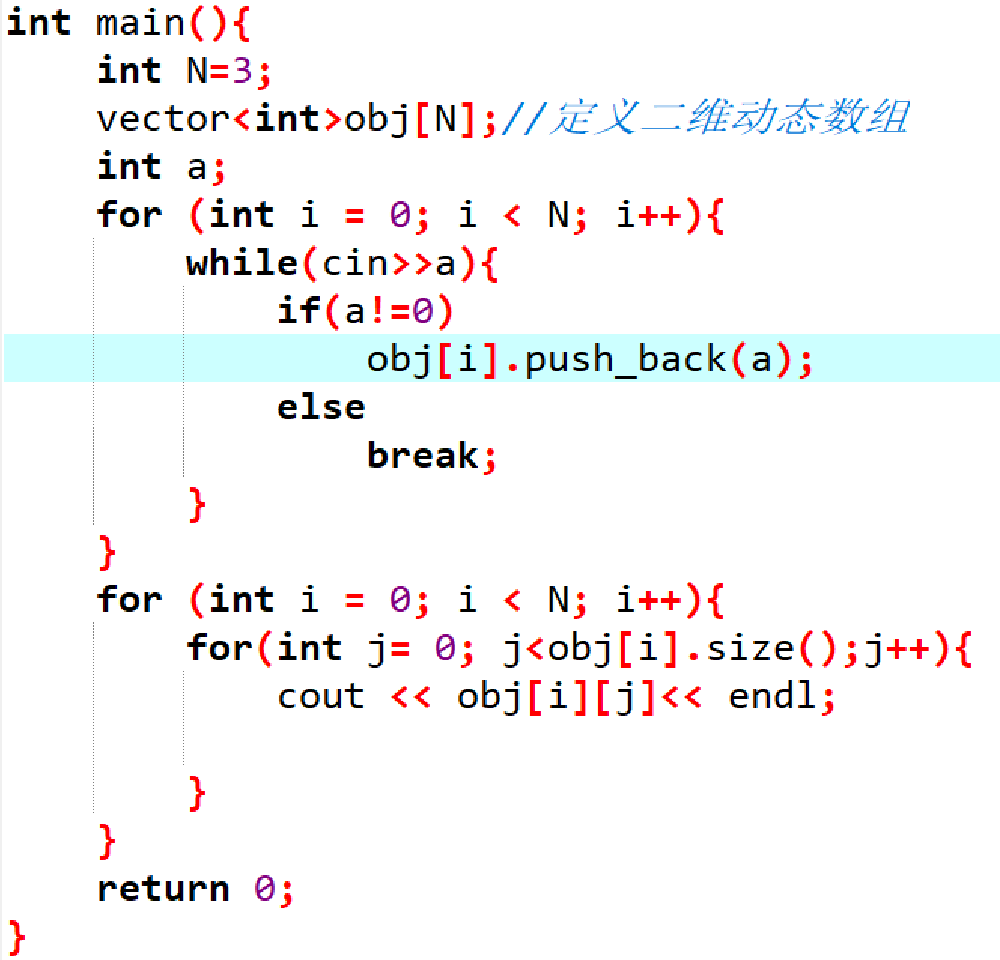 int main(){
    int N=3;
    vector<int>obj[N];//定义二维动态数组
    int a;
    for (int i = 0; i < N; i++){
        while(cin>>a){
            if(a!=0)
                obj[i].push_back(a);
            else
                break;
        }
    }
    for (int i = 0; i < N; i++){
        for(int j= 0; j<obj[i].size();j++){
            cout << obj[i][j]<< endl;
        }
    }
    return 0;
}